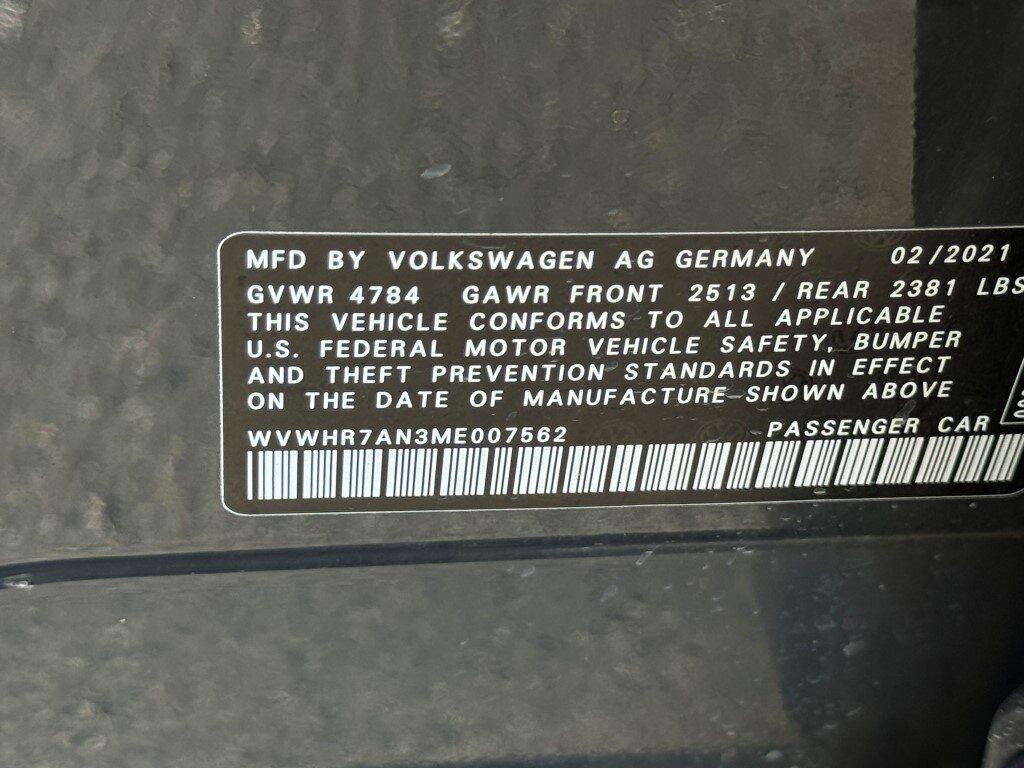 MFD BY VOLKSWAGEN AG GERMANY 02/2021
GVWR 4784 GAWR FRONT 2513 / REAR 2381 LBS
THIS VEHICLE CONFORMS TO ALL APPLICABLE
U.S. FEDERAL MOTOR VEHICLE SAFETY, BUMPER
AND THEFT PREVENTION STANDARDS IN EFFECT
ON THE DATE OF MANUFACTURE SHOWN ABOVE
WVWHR7AN3ME007562 PASSENGER CAR